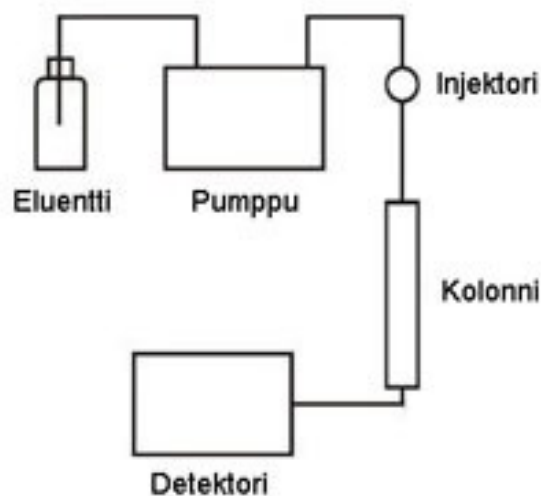 Injektori
Eluentti
Pumppu
Kolonni
Detektori